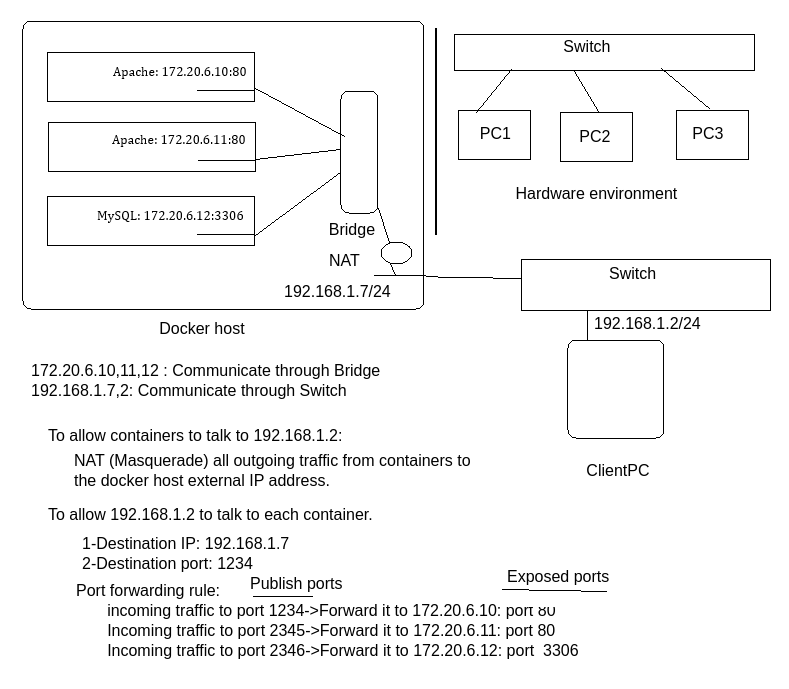 Apache: 172.20.6.10:80
Apache: 172.20.6.11:80
MySQL: 172.20.6.12:3306
Bridge
NAT
192.168.1.7/24
Docker host
Switch
PC1
PC2
PC3
Hardware environment
Switch
192.168.1.2/24
ClientPC
172.20.6.10,11,12 : Communicate through Bridge
192.168.1.7,2: Communicate through Switch
To allow containers to talk to 192.168.1.2:
NAT (Masquerade) all outgoing traffic from containers to
the docker host external IP address.
To allow 192.168.1.2 to talk to each container.
1-Destination IP: 192.168.1.7
2-Destination port: 1234
Port forwarding rule:
Publish ports
Exposed ports
incoming traffic to port 1234->Forward it to 172.20.6.10: port 80
Incoming traffic to port 2345->Forward it to 172.20.6.11: port 80
Incoming traffic to port 2346->Forward it to 172.20.6.12: port 3306